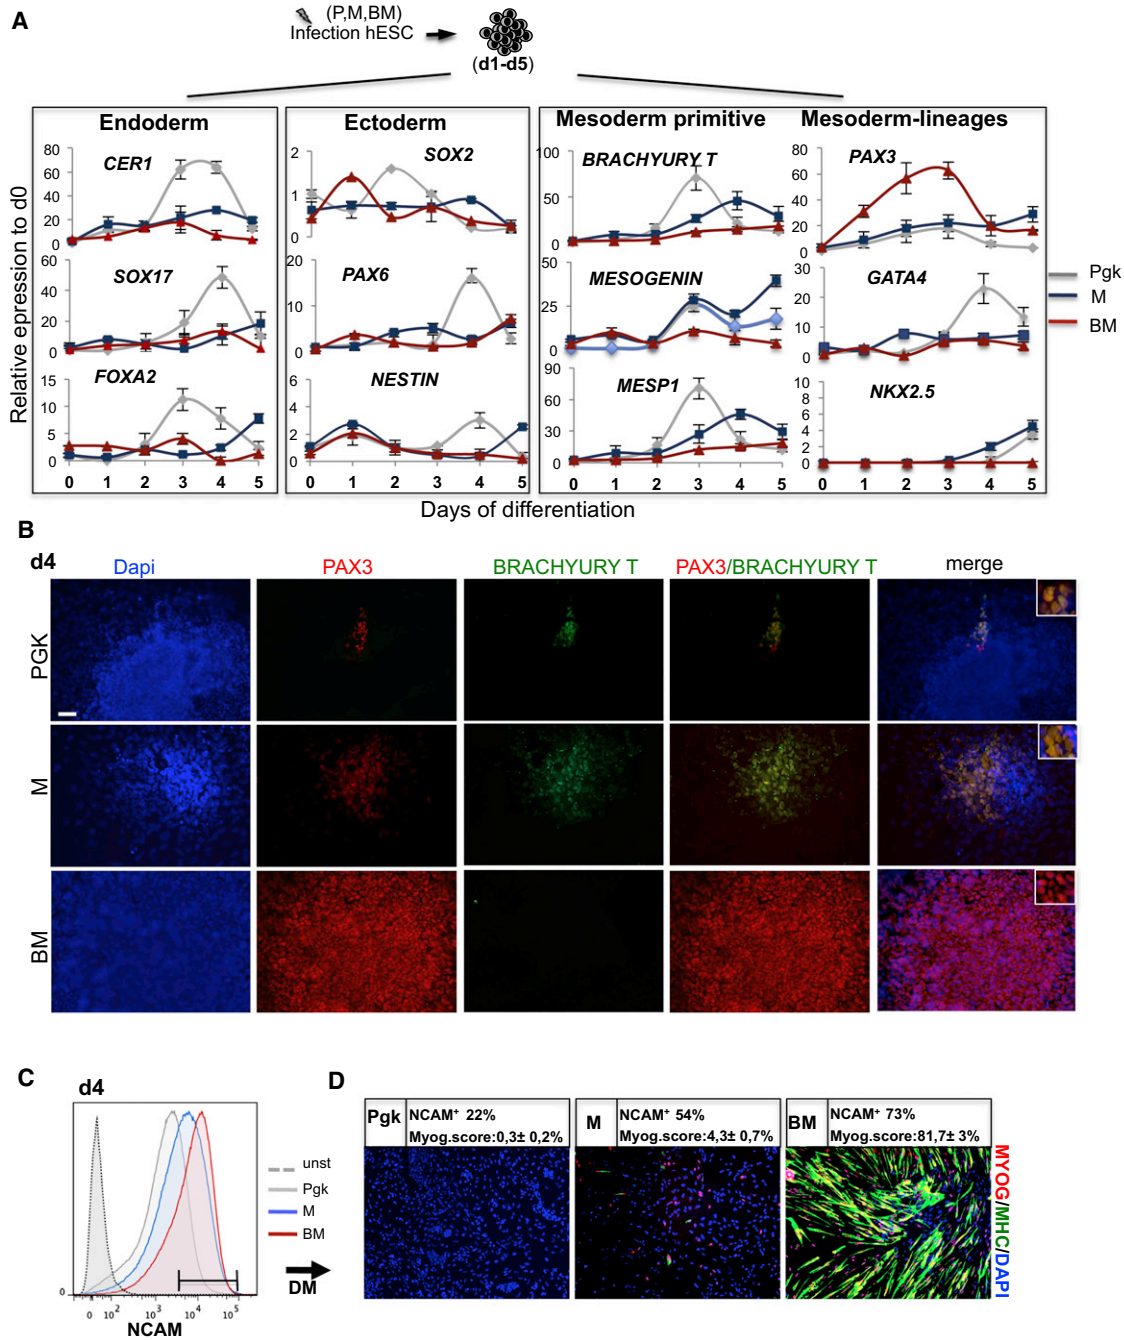 A
(P,M,BM)
Infection hESC
(d1-d5)
Endoderm
Ectoderm
Mesoderm primitive
Mesoderm-lineages
Relative epression to d0
CER1
80
60
40
20
0
SOX2
2
1
0
BRACHYURY T
100
50
0
PAX3
80
60
40
20
0
SOX17
60
40
20
0
PAX6
20
10
0
MESOGENIN
50
25
0
GATA4
30
20
10
0
Pgk
M
BM
FOXA2
15
10
5
0
NESTIN
6
4
2
0
MESP1
90
60
30
0
NKX2.5
10
8
6
4
2
0
0 1 2 3 4 5
0 1 2 3 4 5
0 1 2 3 4 5
0 1 2 3 4 5
Days of differentiation
B
d4
Dapi
PAX3
BRACHYURY T
PAX3/BRACHYURY T
merge
PGK
M
BM
C
d4
0
0 10² 10³ 10⁴ 10⁵
NCAM
unst
Pgk
M
BM
DM
D
Pgk
NCAM⁺ 22%
Myog.score:0,3± 0,2%
M
NCAM⁺ 54%
Myog.score:4,3± 0,7%
BM
NCAM⁺ 73%
Myog.score:81,7± 3%
MYOG/MHC/DAPI